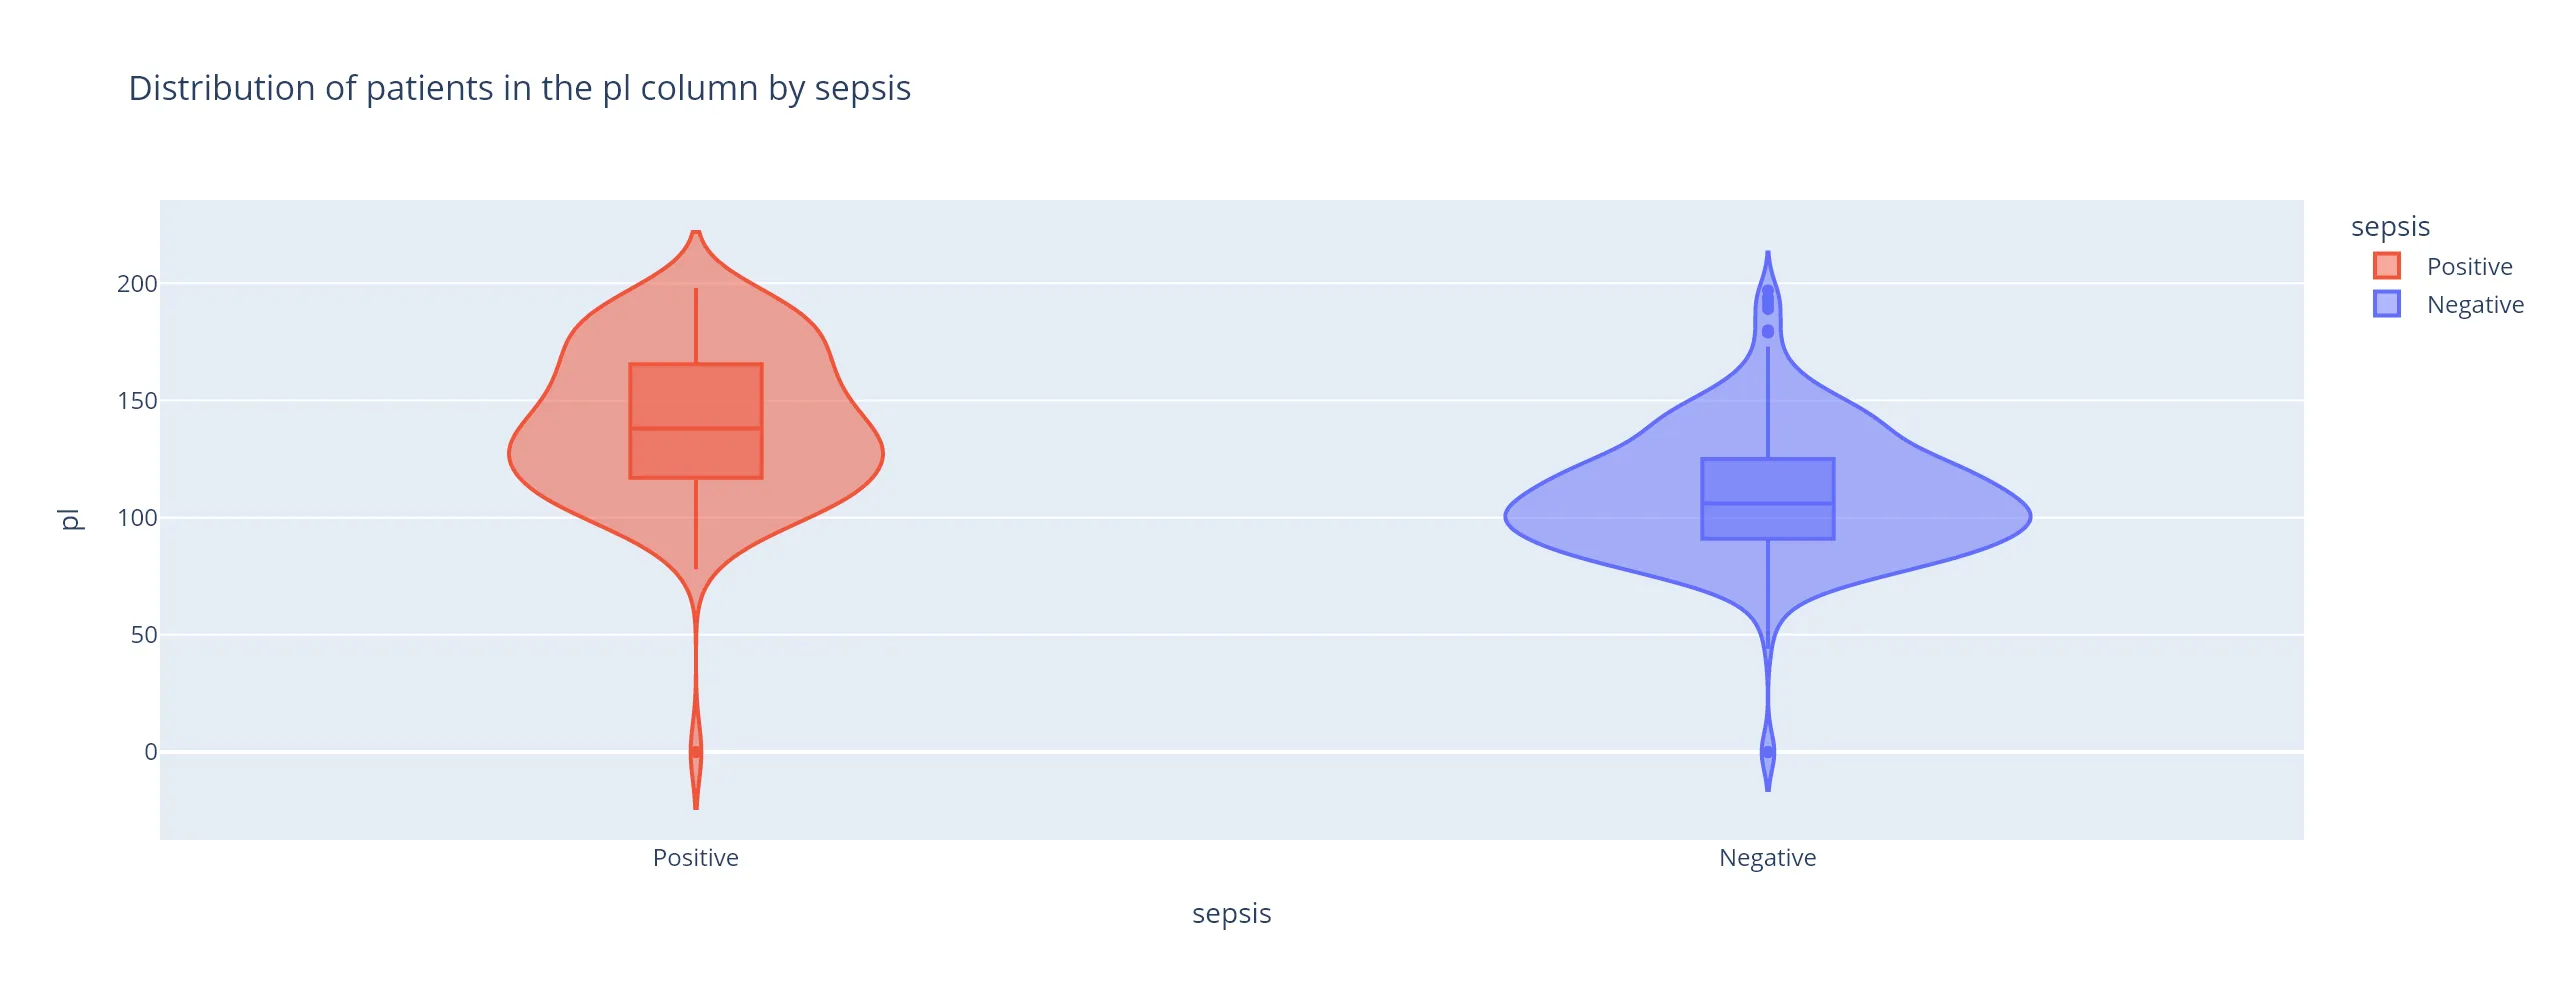 Distribution of patients in the pl column by sepsis
sepsis
Positive
Negative
200
150
100
50
0
pl
Positive
Negative
sepsis